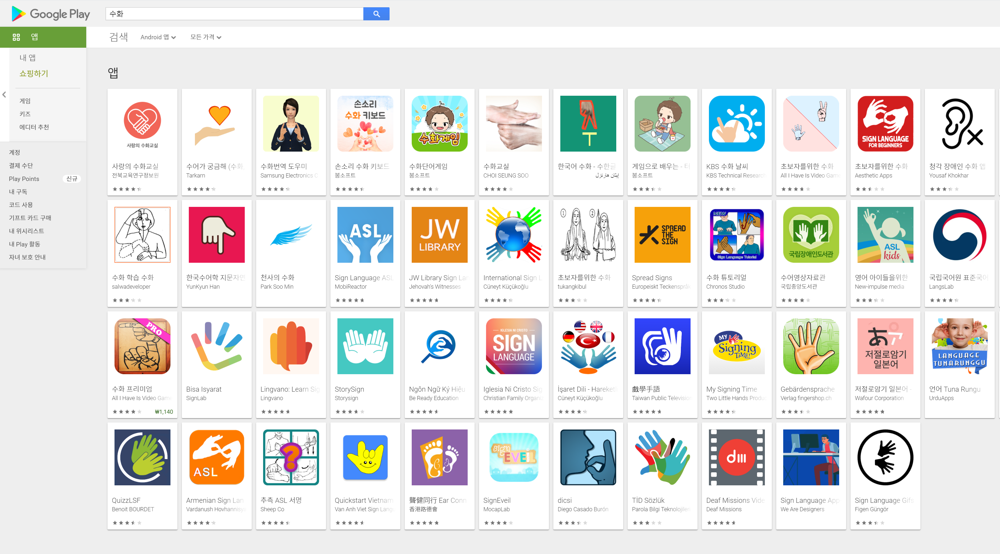 Google Play
수화
앱
검색
Android 앱
모든 가격
내 앱
쇼핑하기
게임
키즈
에디터 추천
계정
결제 수단
Play Points 신규
내 구독
코드 사용
기프트 카드 구매
내 위시리스트
내 Play 활동
자녀 보호 안내
앱
사랑의 수화교실
사랑의 수화교실
전북교육연구정보원
수어가 궁금해 (수화,
Tarkarn
수화번역 도우미
Samsung Electronics C
손소리
수화 키보드
손소리 수화 키보드
봄소프트
수화게임
수화단어게임
봄소프트
수화교실
CHOI SEUNG SOO
ㅈ
T
한국어 수화 - 수한글
إيثان هارتزل
게임으로 배우는 - 터
봄소프트
KBS 수화 날씨
KBS Technical Research
초보자를위한 수화
All I Have Is Video Game
SIGN LANGUAGE
FOR BEGINNERS
초보자를위한 수화
Aesthetic Apps
청각 장애인 수화 앱
Yousaf Khokhar
수화 학습 수화
salwadeveloper
한국수어학 지문자연
YunKyun Han
천사의 수화
Park Soo Min
ASL
Sign Language ASL
MobiReactor
JW
LIBRARY
JW Library Sign Lan
Jehovah's Witnesses
International Sign L
Cüneyt Küçükoğlu
1 2
초보자를위한 수화
tukangkibul
SPREAD
THE
SIGN
Spread Signs
Europeiskt Teckenspråk
NEW
Sign Language Tutorial
수화 튜토리얼
Chronos Studio
국립장애인도서관
수어영상자료관
국립중앙도서관
ASL
kids
영어 아이들을위한
New-impulse media
국립국어원 표준국어
LangsLab
PRO
수화 프리미엄
All I Have Is Video Game
₩1,140
Bisa Isyarat
SignLab
Lingvano: Learn Sig
Lingvano
StorySign
Storysign
Ngôn Ngữ Ký Hiệu
Be Ready Education
IGLESIA NI CRISTO
SIGN
LANGUAGE
Iglesia Ni Cristo Sig
Christian Family Organiz
İşaret Dili - Hareketli
Cüneyt Küçükoğlu
戲學手語
Taiwan Public Television
MY
Signing
TiME!
My Signing Time
Two Little Hands Produc
Gebärdensprache
Verlag fingershop.ch
あ
저절로암기
일본어
저절로암기 일본어 -
Wafour Corporation
LANGUAGE
TUNARUNGGU
언어 Tuna Rungu
UrduApps
QuizzLSF
Benoit BOURDET
ASL
Armenian Sign Lan
Vardanush Hovhannisya
?
추측 ASL 서명
Sheep Co
Quickstart Vietnam
Van Anh Viet Sign Langu
聾健同行 Ear Conn
香港路德會
sign
EVEIL
SignEveil
MocapLab
dicsi
Diego Casado Burón
TİD Sözlük
Parola Bilgi Teknolojileri
dm
Deaf Missions Vide
Deaf Missions
Sign Language App
We Are Designers
Sign Language Gifs
Figen Güngör